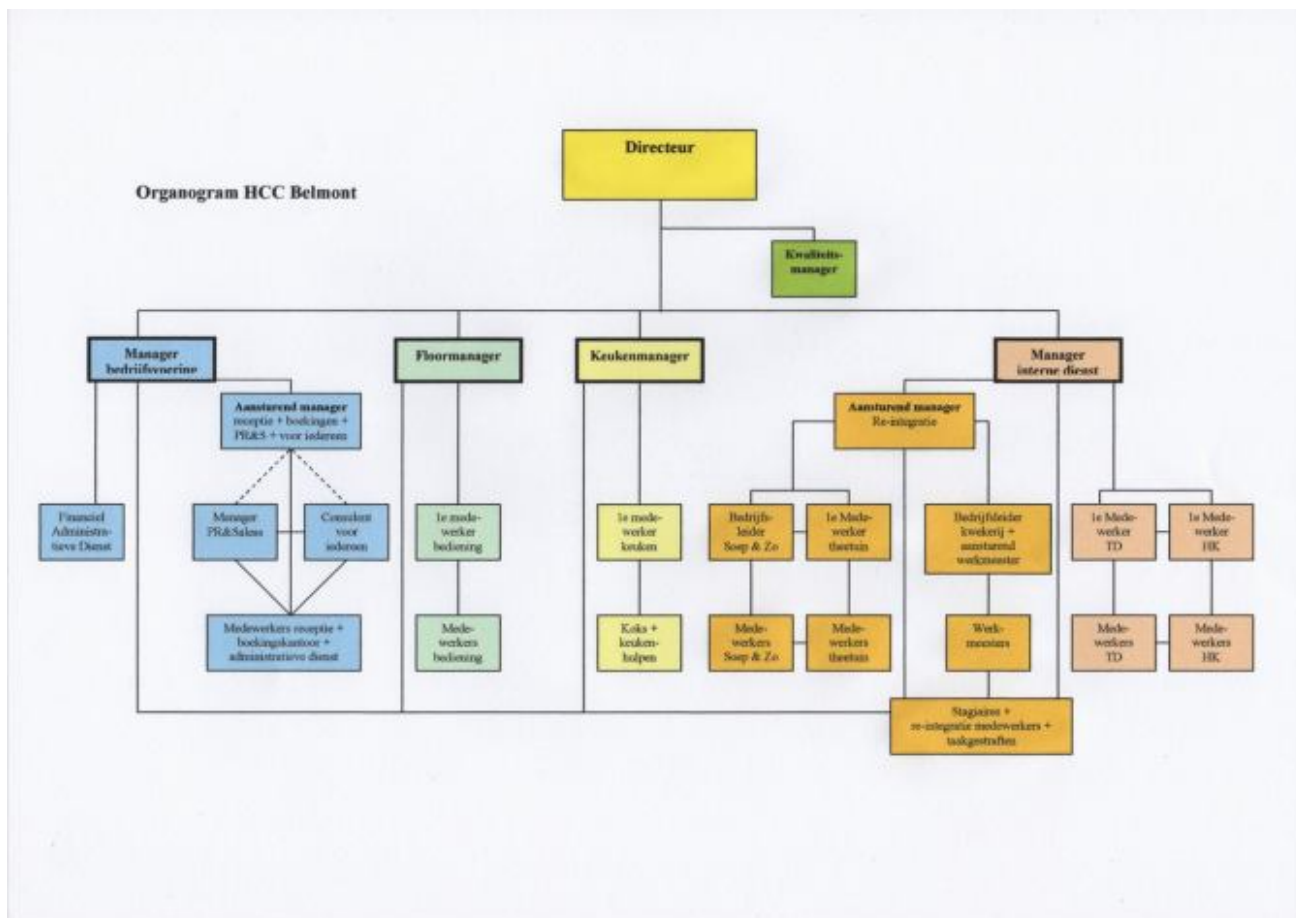 Directeur
Organogram HCC Belmont
Kwaliteits-
manager
Manager
bedrijfsvoering
Floormanager
Keukenmanager
Manager
interne dienst
Aansturend manager
receptie + boekingen +
PR&S + voor iedereen
Aansturend manager
Re-integratie
Financieel
Administra-
tieve Dienst
Manager
PR&Sales
Consulent
voor
iedereen
1e mede-
werker
bediening
1e mede-
werker
keuken
Bedrijfs-
leider
Soep & Zo
1e Mede-
werker
theetuin
Bedrijfsleider
kwekerij +
aansturend
werkmeester
1e Mede-
werker
TD
1e Mede-
werker
HK
Medewerkers receptie +
boekingskantoor +
administratieve dienst
Mede-
werkers
bediening
Koks +
keuken-
hulpen
Mede-
werkers
Soep & Zo
Mede-
werkers
theetuin
Werk-
meesters
Mede-
werkers
TD
Mede-
werkers
HK
Stagiaires +
re-integratie medewerkers +
taakgestraften